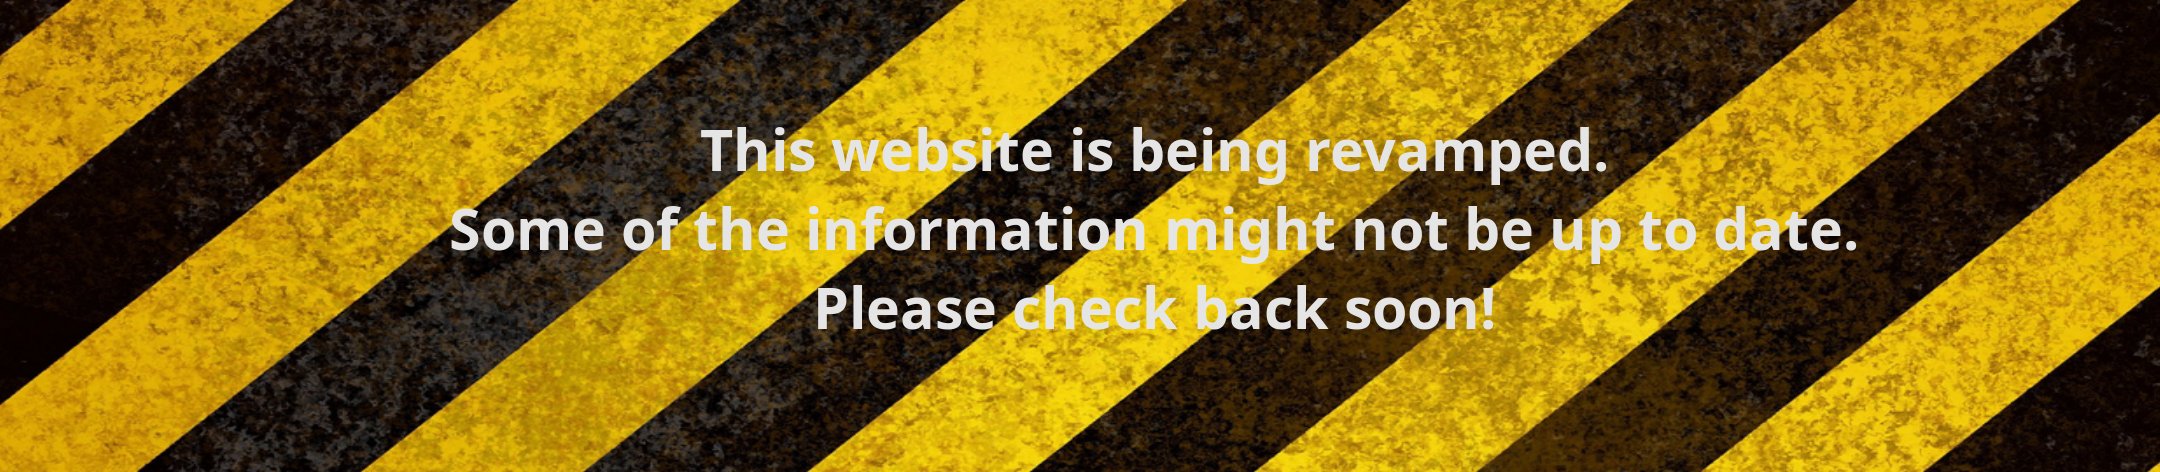 This website is being revamped.
Some of the information might not be up to date.
Please check back soon!